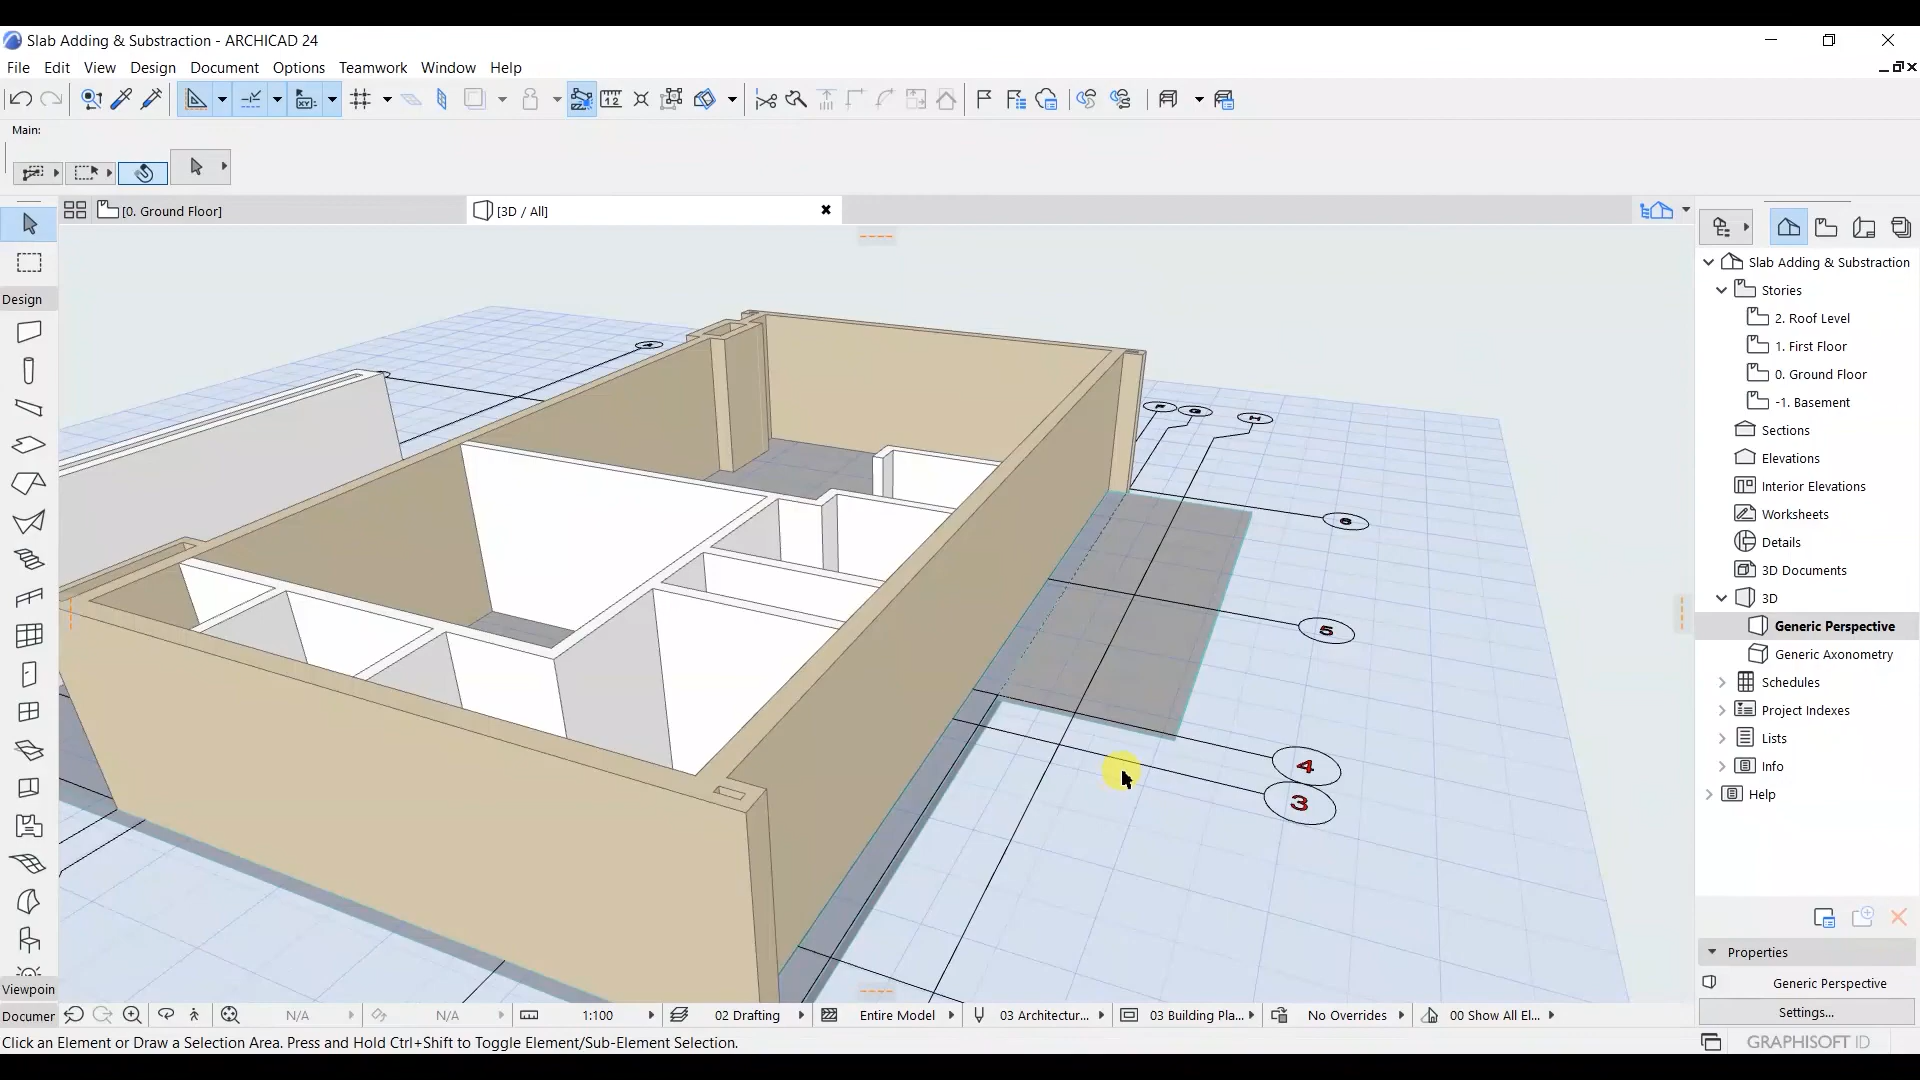 Slab Adding & Substraction - ARCHICAD 24
File Edit View Design Document Options Teamwork Window Help
Main:
[0. Ground Floor]
[3D / All]
Design
Viewpoin
Documer
F
G
H
6
5
4
3
Slab Adding & Substraction
Stories
2. Roof Level
1. First Floor
0. Ground Floor
-1. Basement
Sections
Elevations
Interior Elevations
Worksheets
Details
3D Documents
3D
Generic Perspective
Generic Axonometry
Schedules
Project Indexes
Lists
Info
Help
Properties
Generic Perspective
Settings...
N/A N/A 1:100 02 Drafting Entire Model 03 Architectur... 03 Building Pla... No Overrides 00 Show All El...
Click an Element or Draw a Selection Area. Press and Hold Ctrl+Shift to Toggle Element/Sub-Element Selection.
GRAPHISOFT ID